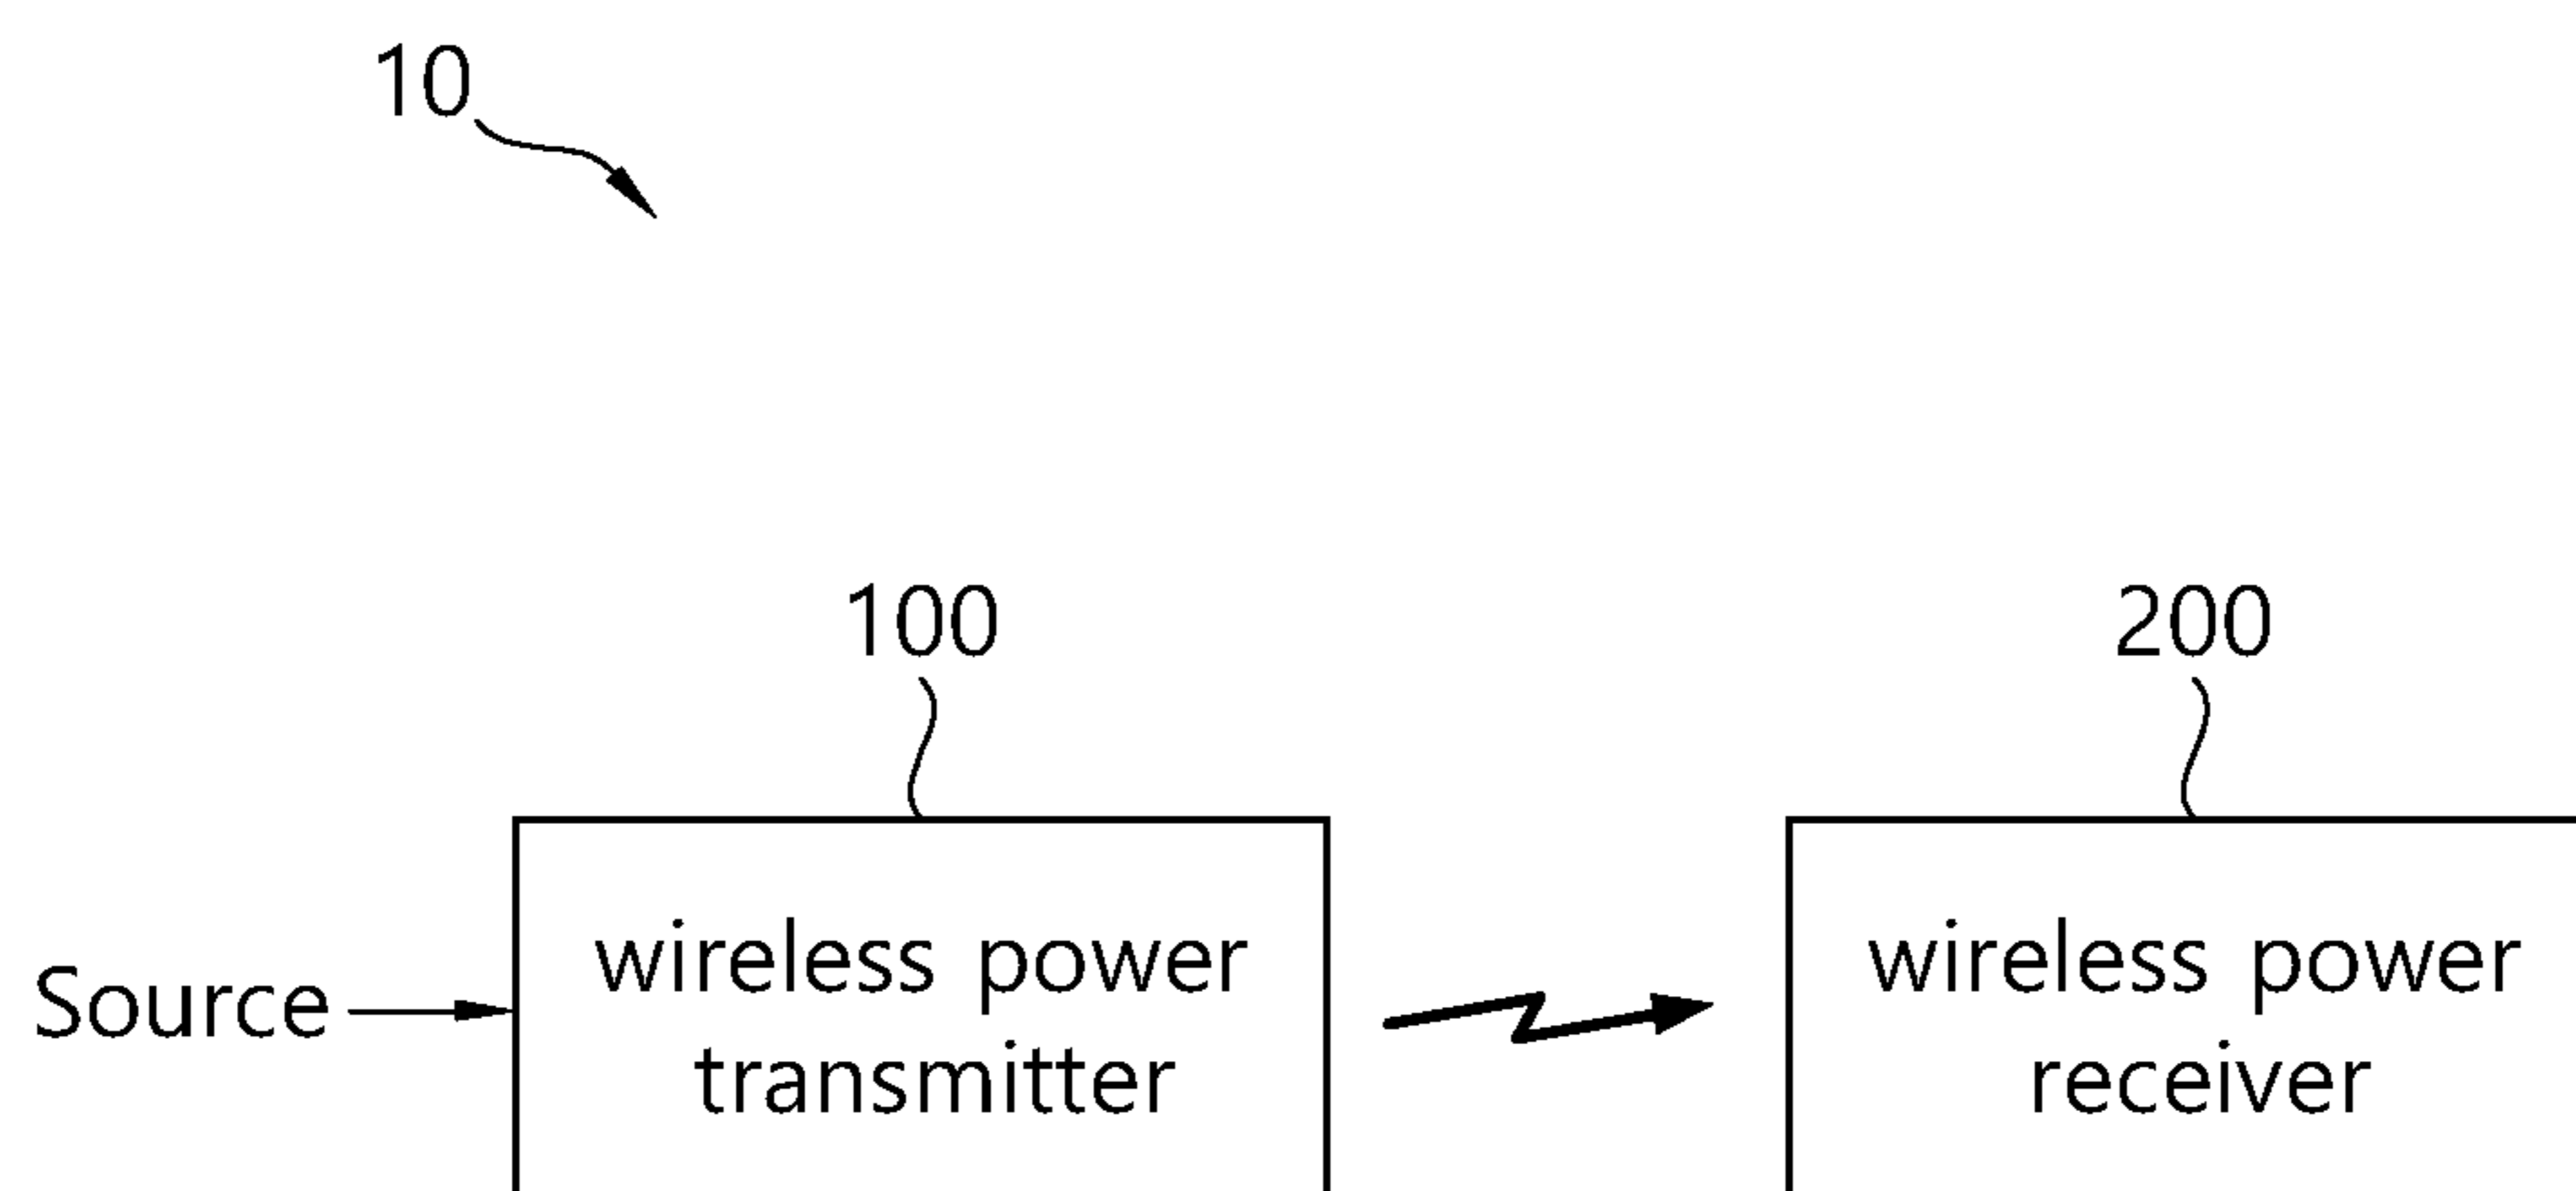 10
100
200
Source
wireless power
transmitter
wireless power
receiver